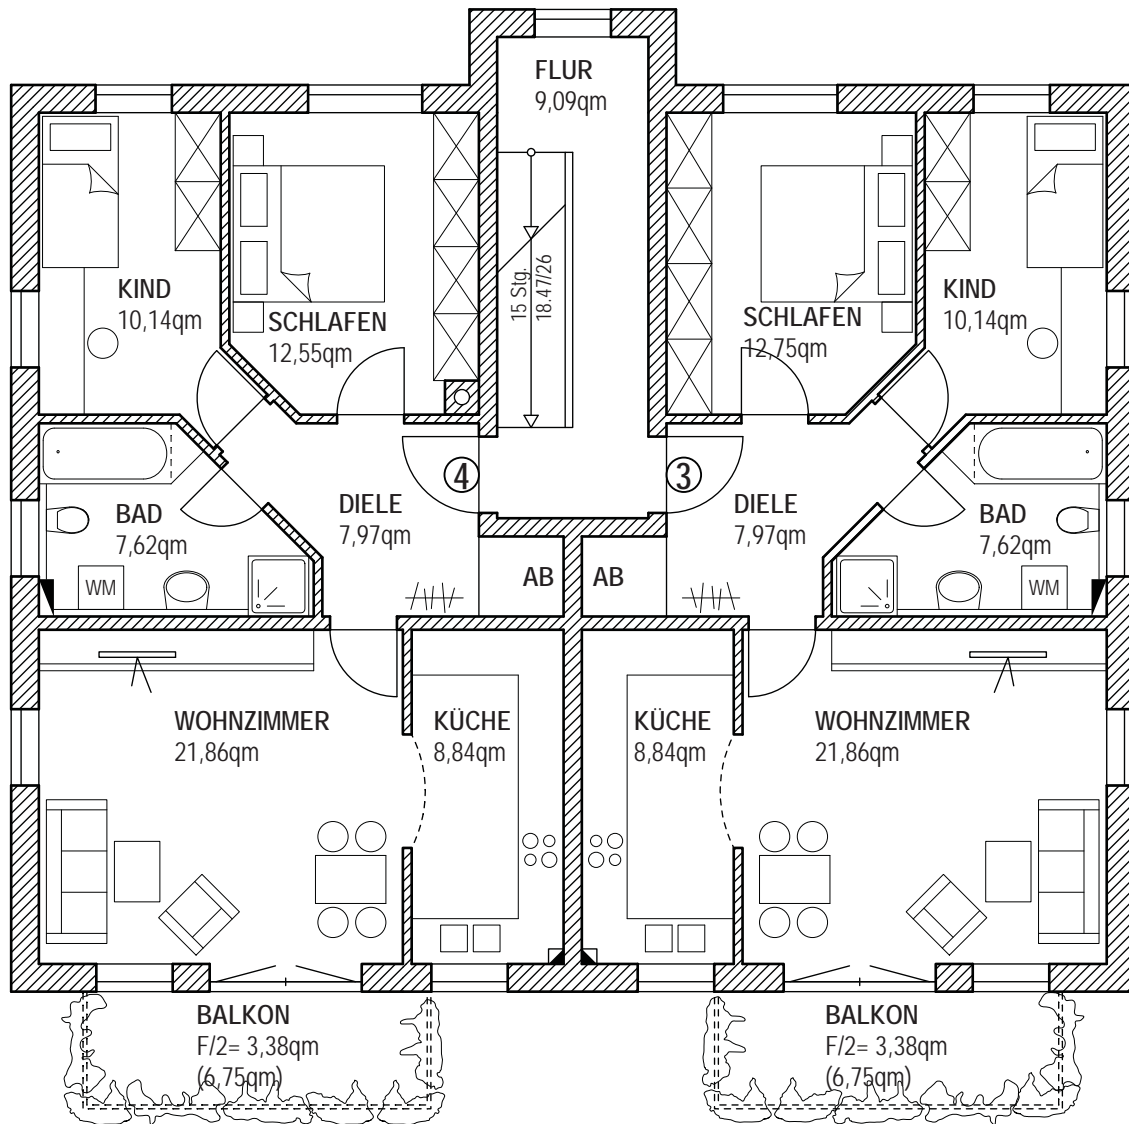 FLUR
9,09qm
15 Stg.
18.47/26
KIND
10,14qm
SCHLAFEN
12,55qm
SCHLAFEN
12,75qm
KIND
10,14qm
4
3
BAD
7,62qm
DIELE
7,97qm
DIELE
7,97qm
BAD
7,62qm
WM
AB
AB
WM
WOHNZIMMER
21,86qm
KÜCHE
8,84qm
KÜCHE
8,84qm
WOHNZIMMER
21,86qm
BALKON
F/2= 3,38qm
(6,75qm)
BALKON
F/2= 3,38qm
(6,75qm)